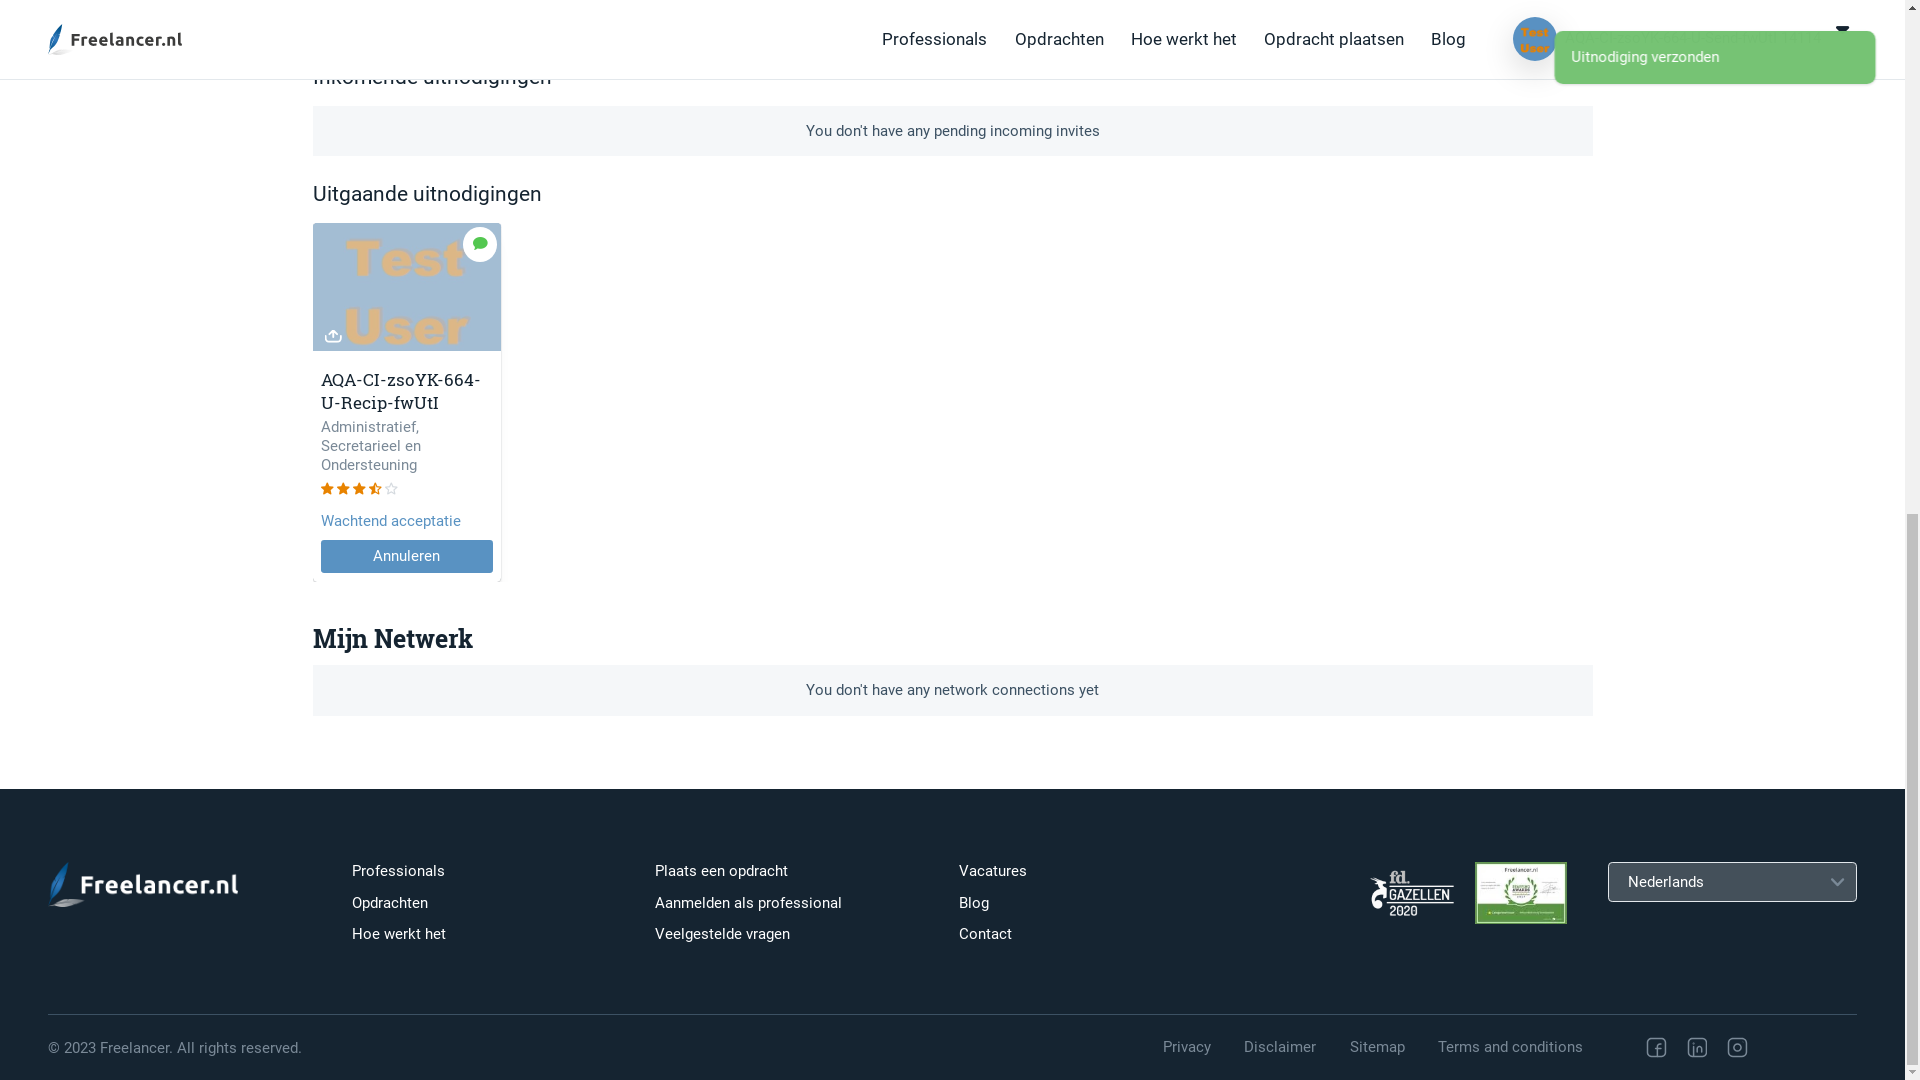 Freelancer.nl
Professionals
Opdrachten
Hoe werkt het
Opdracht plaatsen
Blog
Test
User
Uitnodiging verzonden
Inkomende uitnodigingen
You don't have any pending incoming invites
Uitgaande uitnodigingen
Test
User
AQA-CI-zsoYK-664-
U-Recip-fwUtI
Administratief,
Secretarieel en
Ondersteuning
Wachtend acceptatie
Annuleren
Mijn Netwerk
You don't have any network connections yet
Freelancer.nl
Professionals
Opdrachten
Hoe werkt het
Plaats een opdracht
Aanmelden als professional
Veelgestelde vragen
Vacatures
Blog
Contact
fd.
GAZELLEN
2020
Freelancer.nl
Nederlands
© 2023 Freelancer. All rights reserved.
Privacy
Disclaimer
Sitemap
Terms and conditions